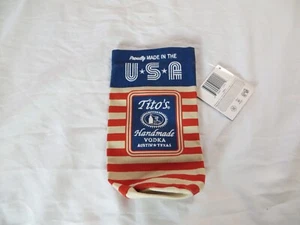 Proudly MADE IN THE
U★S★A
Tito's
Handmade
VODKA
AUSTIN★TEXAS